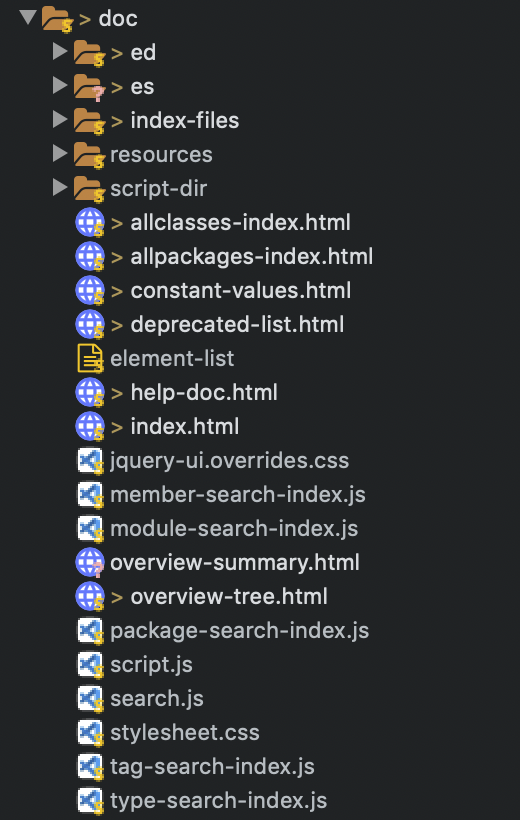 > doc
> ed
> es
> index-files
resources
script-dir
> allclasses-index.html
> allpackages-index.html
> constant-values.html
> deprecated-list.html
element-list
> help-doc.html
> index.html
jquery-ui.overrides.css
member-search-index.js
module-search-index.js
overview-summary.html
> overview-tree.html
package-search-index.js
script.js
search.js
stylesheet.css
tag-search-index.js
type-search-index.js